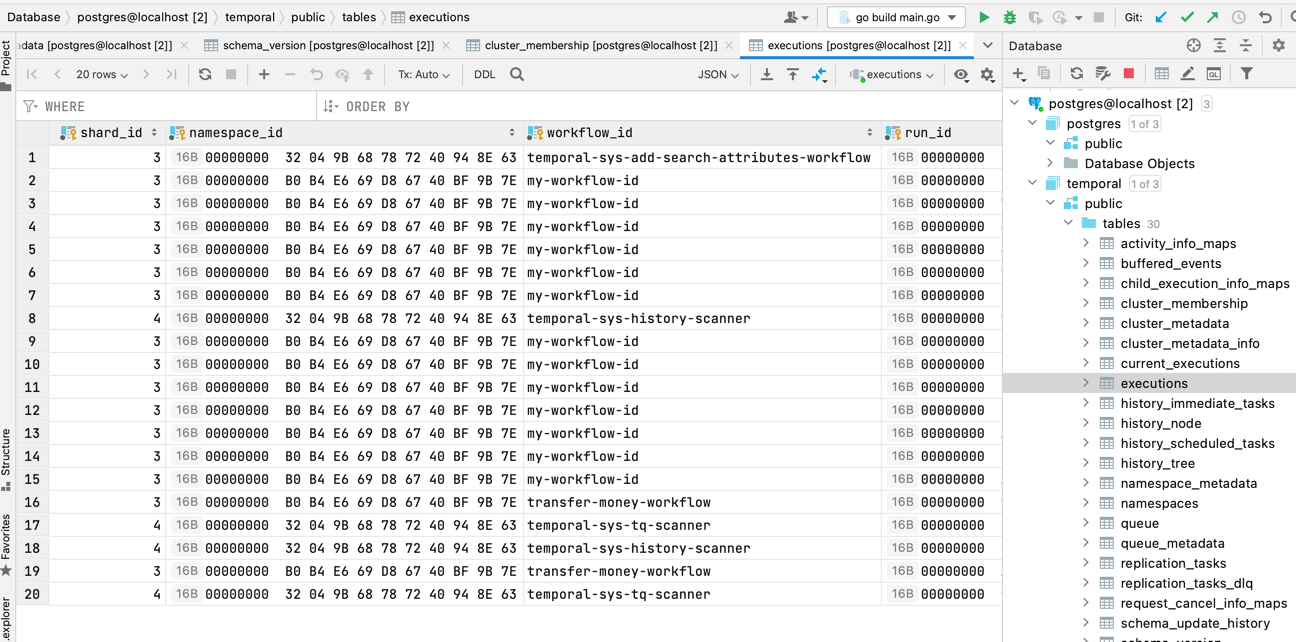 Database postgres@localhost [2] temporal public tables executions
go build main.go Git:
Project
adata [postgres@localhost [2]] schema_version [postgres@localhost [2]] cluster_membership [postgres@localhost [2]] executions [postgres@localhost [2]]
20 rows Tx: Auto DDL JSON executions
WHERE ORDER BY
shard_id namespace_id workflow_id run_id
1 3 16B 00000000 32 04 9B 68 78 72 40 94 8E 63 temporal-sys-add-search-attributes-workflow 16B 00000000
2 3 16B 00000000 B0 B4 E6 69 D8 67 40 BF 9B 7E my-workflow-id 16B 00000000
3 3 16B 00000000 B0 B4 E6 69 D8 67 40 BF 9B 7E my-workflow-id 16B 00000000
4 3 16B 00000000 B0 B4 E6 69 D8 67 40 BF 9B 7E my-workflow-id 16B 00000000
5 3 16B 00000000 B0 B4 E6 69 D8 67 40 BF 9B 7E my-workflow-id 16B 00000000
6 3 16B 00000000 B0 B4 E6 69 D8 67 40 BF 9B 7E my-workflow-id 16B 00000000
7 3 16B 00000000 B0 B4 E6 69 D8 67 40 BF 9B 7E my-workflow-id 16B 00000000
8 4 16B 00000000 32 04 9B 68 78 72 40 94 8E 63 temporal-sys-history-scanner 16B 00000000
9 3 16B 00000000 B0 B4 E6 69 D8 67 40 BF 9B 7E my-workflow-id 16B 00000000
10 3 16B 00000000 B0 B4 E6 69 D8 67 40 BF 9B 7E my-workflow-id 16B 00000000
11 3 16B 00000000 B0 B4 E6 69 D8 67 40 BF 9B 7E my-workflow-id 16B 00000000
12 3 16B 00000000 B0 B4 E6 69 D8 67 40 BF 9B 7E my-workflow-id 16B 00000000
13 3 16B 00000000 B0 B4 E6 69 D8 67 40 BF 9B 7E my-workflow-id 16B 00000000
14 3 16B 00000000 B0 B4 E6 69 D8 67 40 BF 9B 7E my-workflow-id 16B 00000000
15 3 16B 00000000 B0 B4 E6 69 D8 67 40 BF 9B 7E my-workflow-id 16B 00000000
16 3 16B 00000000 B0 B4 E6 69 D8 67 40 BF 9B 7E transfer-money-workflow 16B 00000000
17 4 16B 00000000 32 04 9B 68 78 72 40 94 8E 63 temporal-sys-tq-scanner 16B 00000000
18 4 16B 00000000 32 04 9B 68 78 72 40 94 8E 63 temporal-sys-history-scanner 16B 00000000
19 3 16B 00000000 B0 B4 E6 69 D8 67 40 BF 9B 7E transfer-money-workflow 16B 00000000
20 4 16B 00000000 32 04 9B 68 78 72 40 94 8E 63 temporal-sys-tq-scanner 16B 00000000
Structure
Favorites
.explorer
Database
QL
postgres@localhost [2] 3
postgres 1 of 3
public
Database Objects
temporal 1 of 3
public
tables 30
activity_info_maps
buffered_events
child_execution_info_maps
cluster_membership
cluster_metadata
cluster_metadata_info
current_executions
executions
history_immediate_tasks
history_node
history_scheduled_tasks
history_tree
namespace_metadata
namespaces
queue
queue_metadata
replication_tasks
replication_tasks_dlq
request_cancel_info_maps
schema_update_history